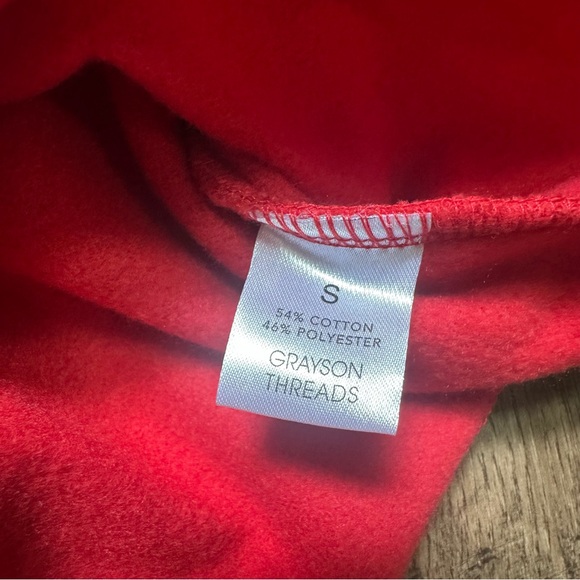 S
54% COTTON
46% POLYESTER
GRAYSON
THREADS